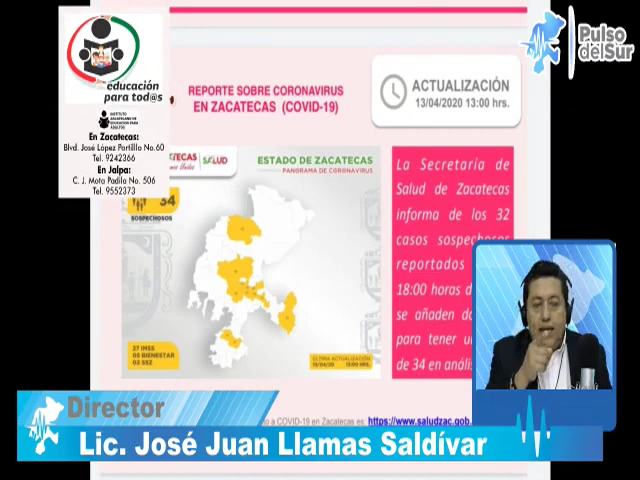 educación
para tod@s
INSTITUTO
ZACATECANO DE
EDUCACIÓN PARA
ADULTOS
En Zacatecas:
Blvd. José López Portillo No.60
Tel. 9242366
En Jalpa:
C. J. Mota Padilla No. 506
Tel. 9552373
REPORTE SOBRE CORONAVIRUS
EN ZACATECAS (COVID-19)
ACTUALIZACIÓN
13/04/2020 13:00 hrs.
Pulso
del Sur
SALUD
ESTADO DE ZACATECAS
PANORAMA DE CORONAVIRUS
34
SOSPECHOSOS
27 IMSS
05 BIENESTAR
02 SSZ
ÚLTIMA ACTUALIZACIÓN
13/04/20 13:00 HRS.
La Secretaría de
Salud de Zacatecas
informa de los 32
casos sospechosos
reportados
18:00 horas
se añaden
para tener
de 34 en
a COVID-19 en Zacatecas es: https://www.saludzac.gob.
Director
Lic. José Juan Llamas Saldívar